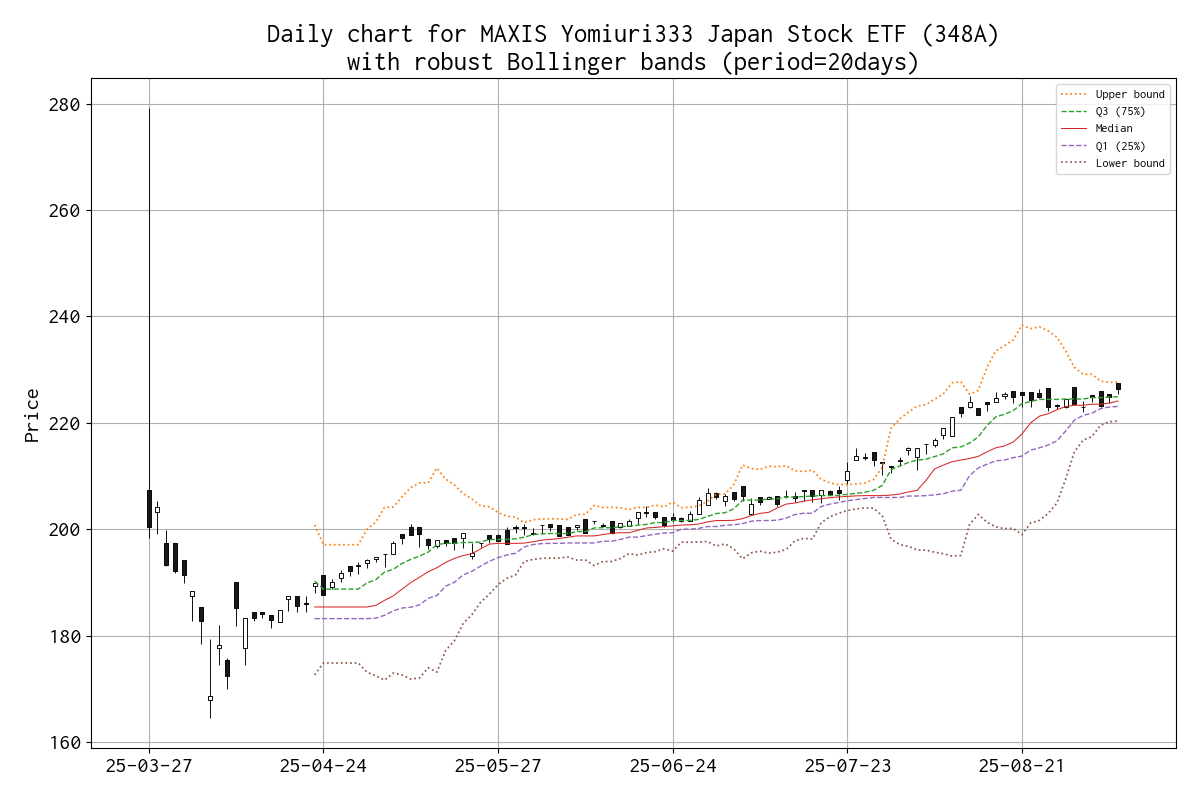 Daily chart for MAXIS Yomiuri333 Japan Stock ETF (348A)
with robust Bollinger bands (period=20days)
Upper bound
Q3 (75%)
Median
Q1 (25%)
Lower bound
Price
280
260
240
220
200
180
160
25-03-27
25-04-24
25-05-27
25-06-24
25-07-23
25-08-21